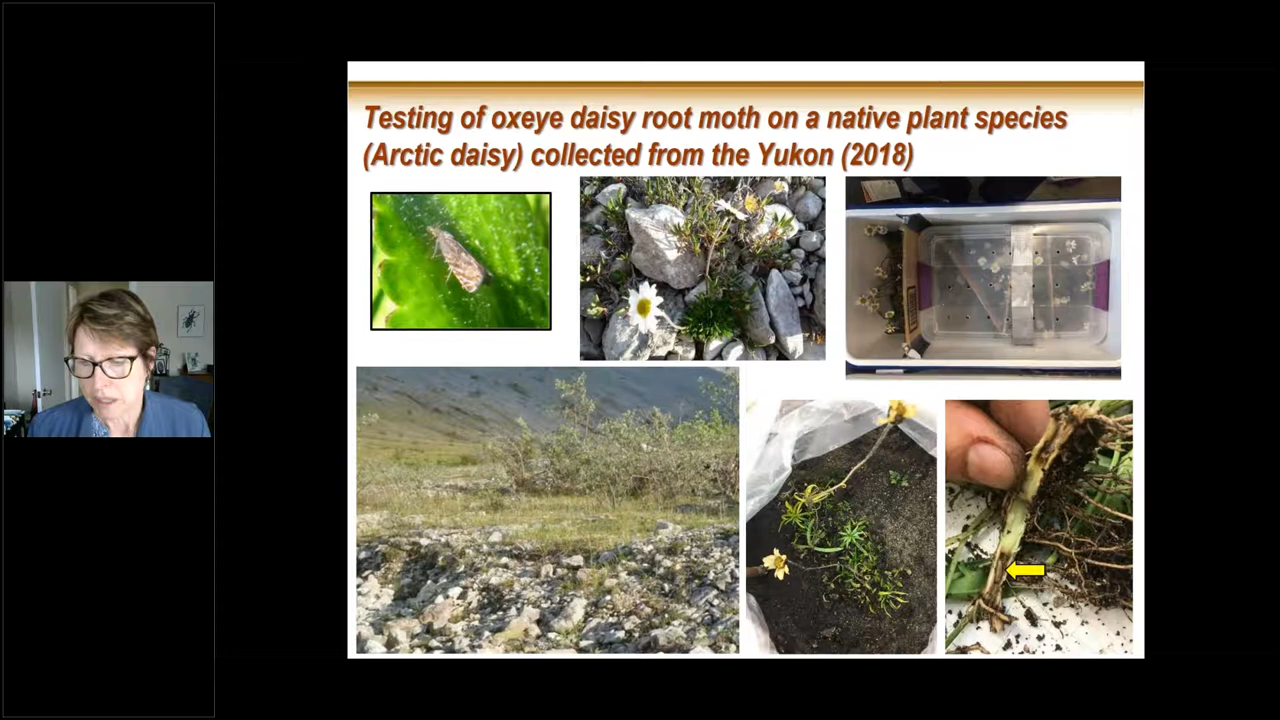 Testing of oxeye daisy root moth on a native plant species
(Arctic daisy) collected from the Yukon (2018)